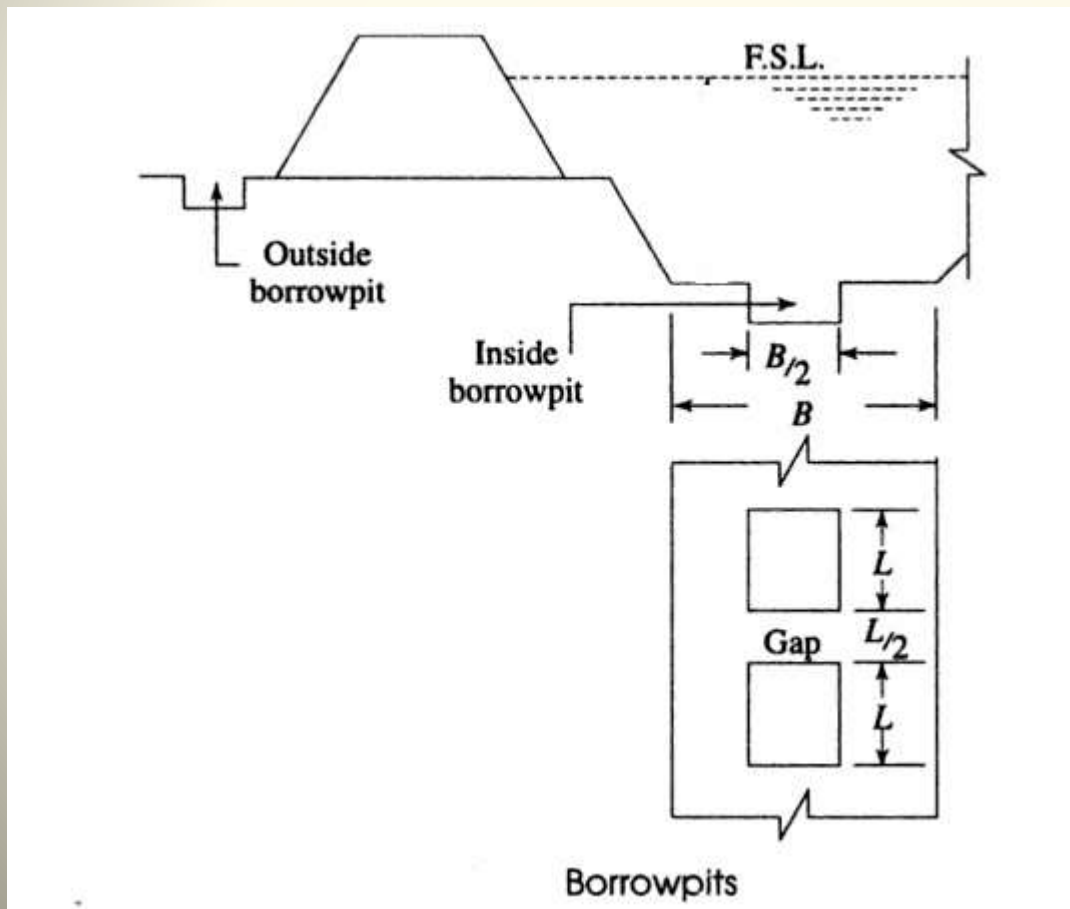 F.S.L.
Outside
borrowpit
Inside
borrowpit
B/2
B
L
Gap
L/2
L
Borrowpits